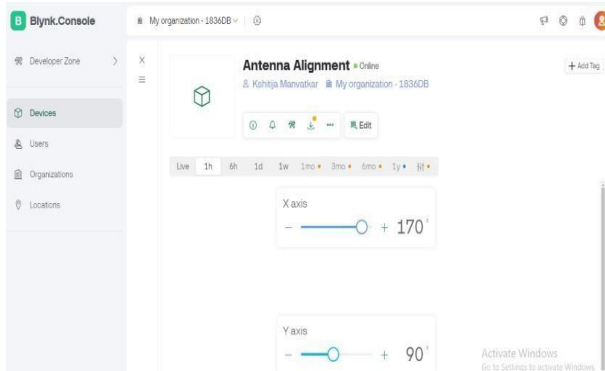 B Blynk.Console
My organization - 1836DB
Developer Zone
Devices
Users
Organizations
Locations
X
Antenna Alignment Online
Kshitija Manvatkar My organization - 1836DB
+ Add Tag
Edit
Live 1h 6h 1d 1w 1mo 3mo 6mo 1y
X axis
− + 170°
Y axis
− + 90°
Activate Windows
Go to Settings to activate Windows.